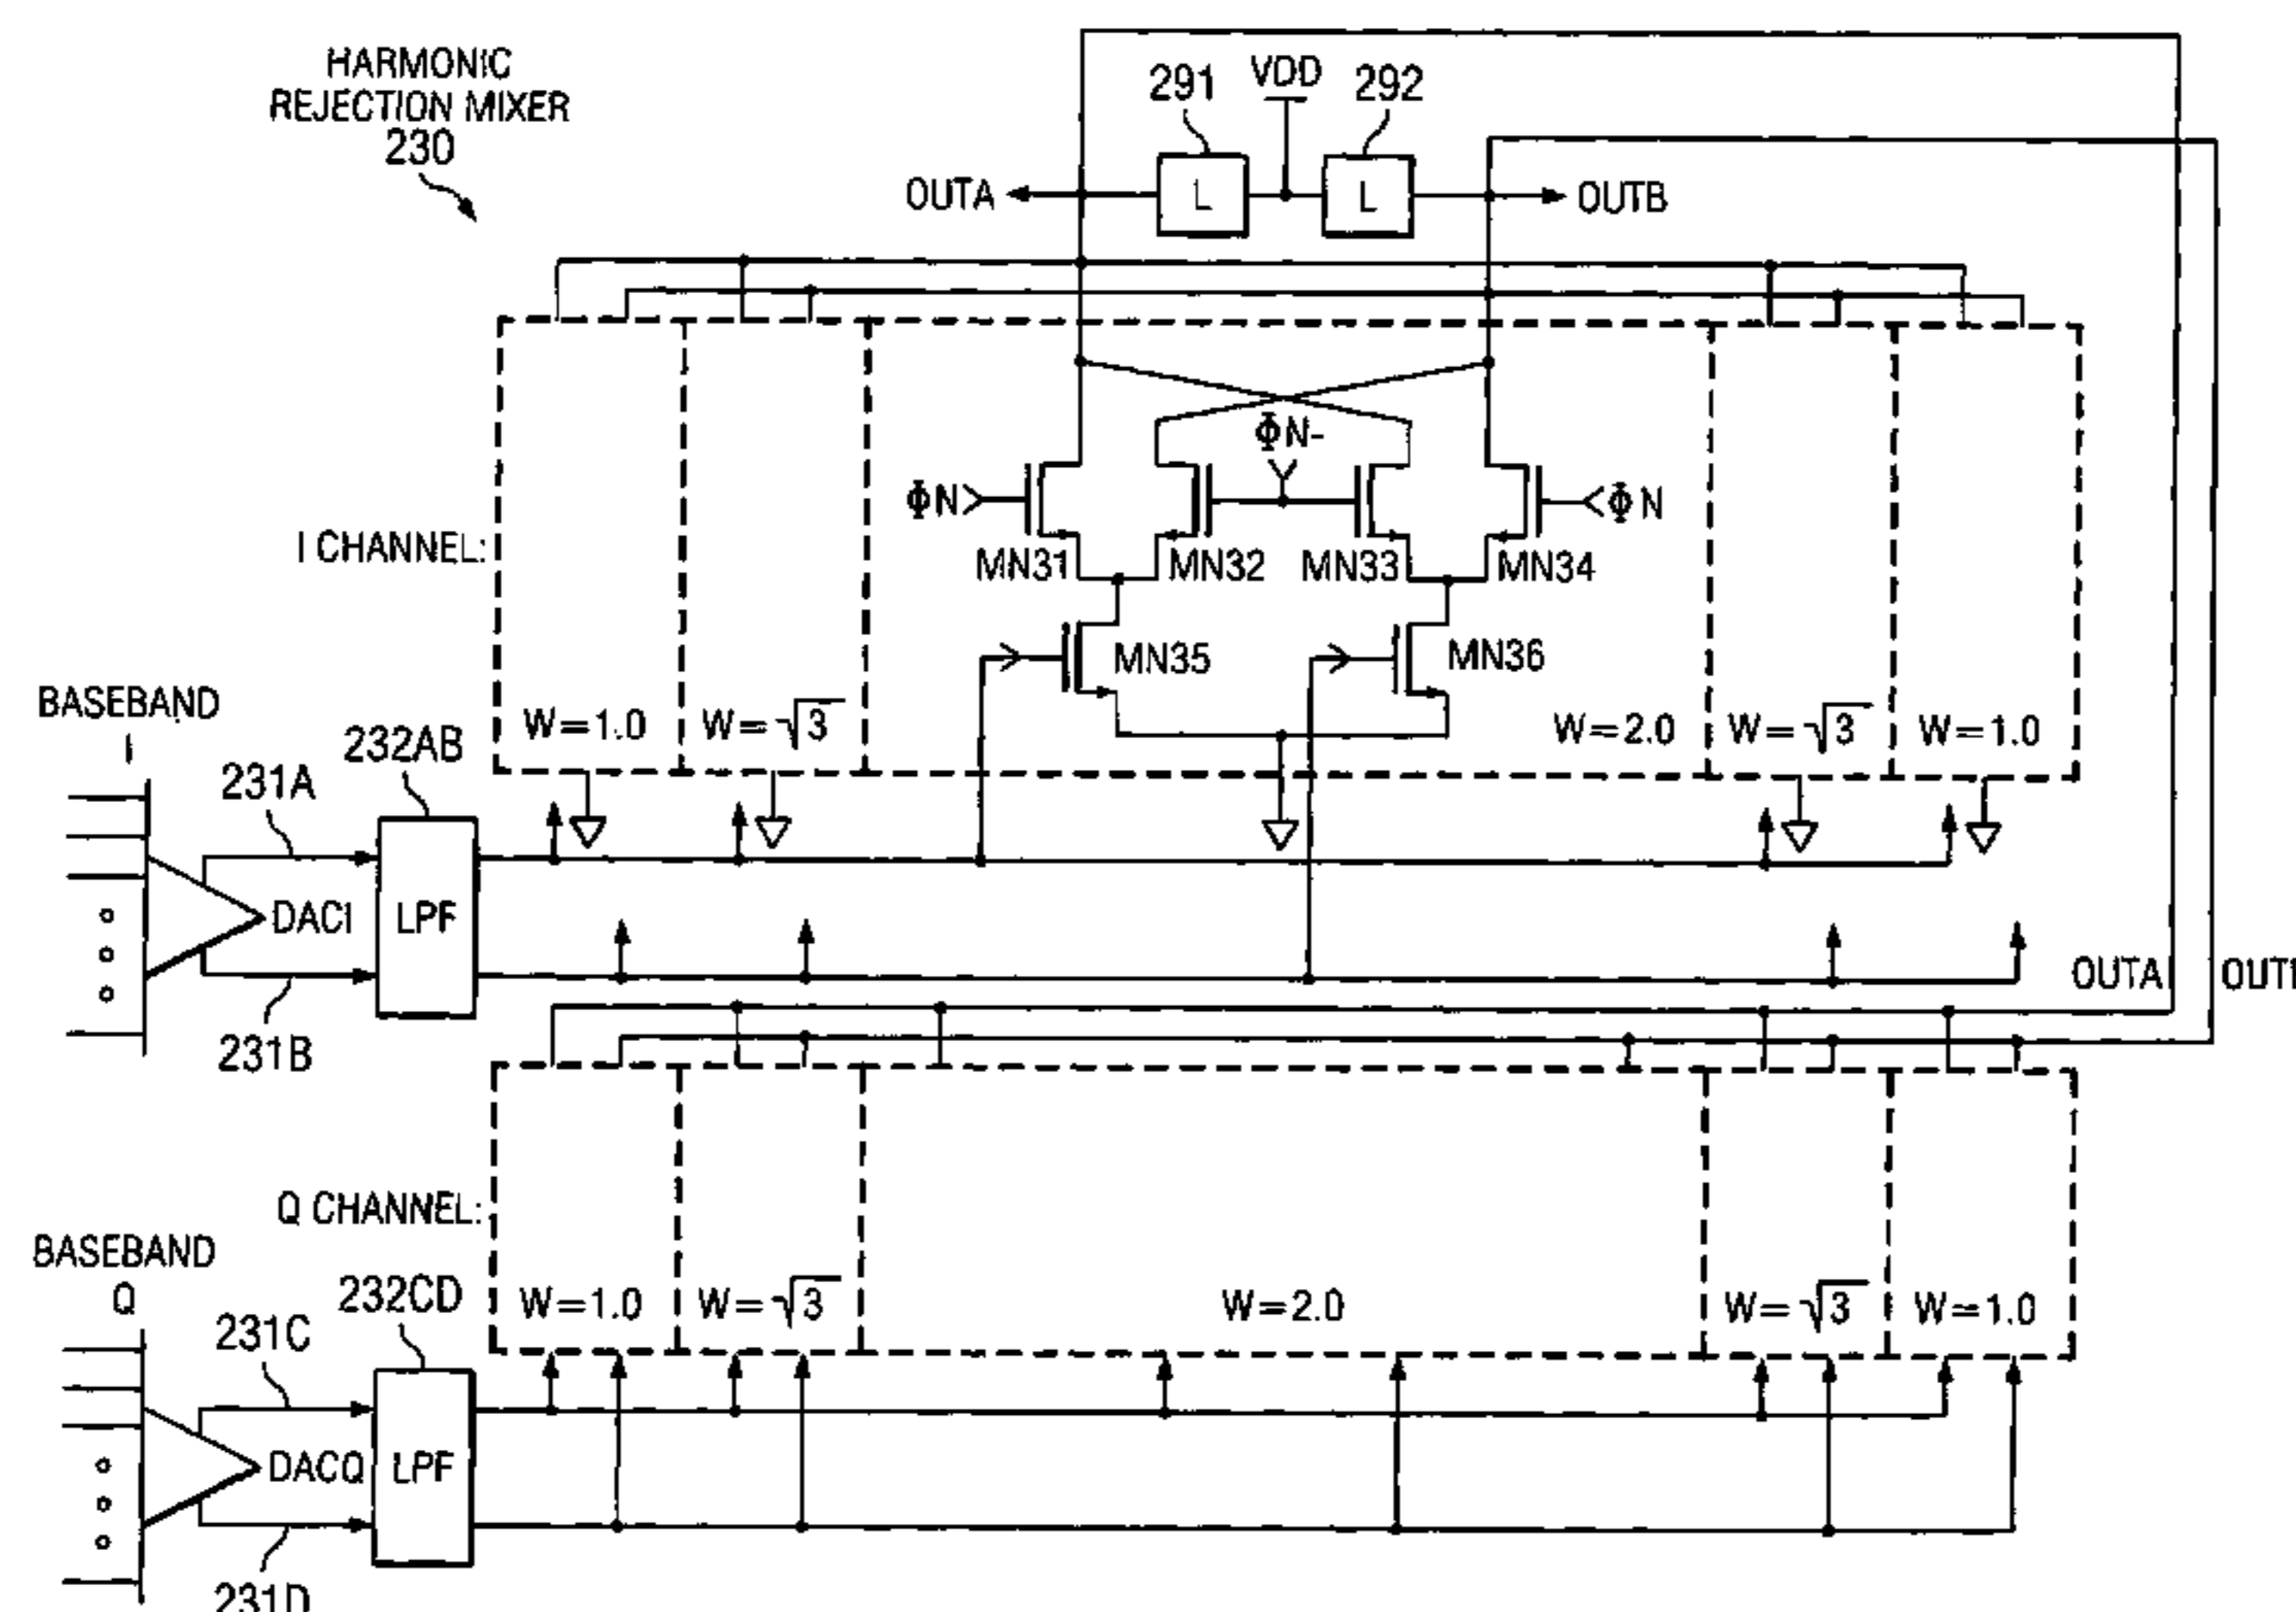 HARMONIC
REJECTION MIXER
230
291
VDD
292
OUTA
L
L
OUTB
ΦN-
ΦN
ΦN
I CHANNEL:
MN31
MN32
MN33
MN34
MN35
MN36
W=1.0
W=√3
W=2.0
W=√3
W=1.0
BASEBAND
I
231A
232AB
DACI
LPF
231B
OUTA
Q CHANNEL:
W=1.0
W=√3
W=2.0
W=√3
W=1.0
BASEBAND
Q
231C
232CD
DACQ
LPF
231D